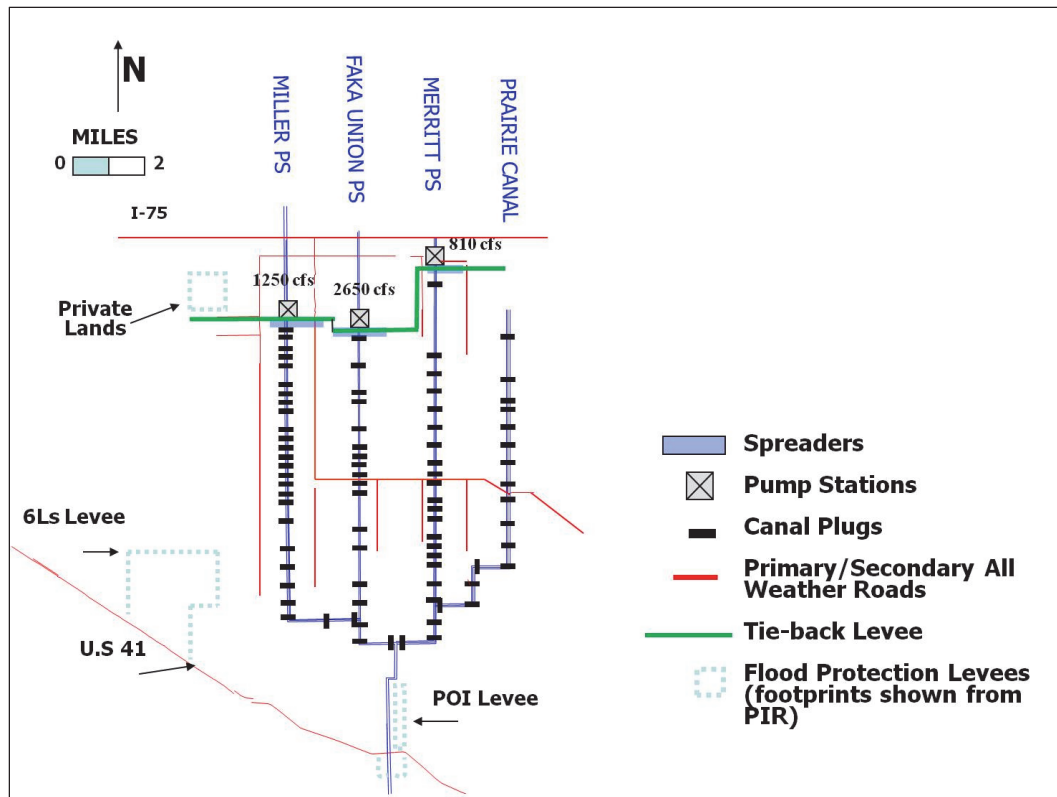 N
MILES
0 2
I-75
MILLER PS
FAKA UNION PS
MERRITT PS
PRAIRIE CANAL
810 cfs
1250 cfs
2650 cfs
Private
Lands
6Ls Levee
U.S 41
POI Levee
Spreaders
Pump Stations
Canal Plugs
Primary/Secondary All
Weather Roads
Tie-back Levee
Flood Protection Levees
(footprints shown from
PIR)